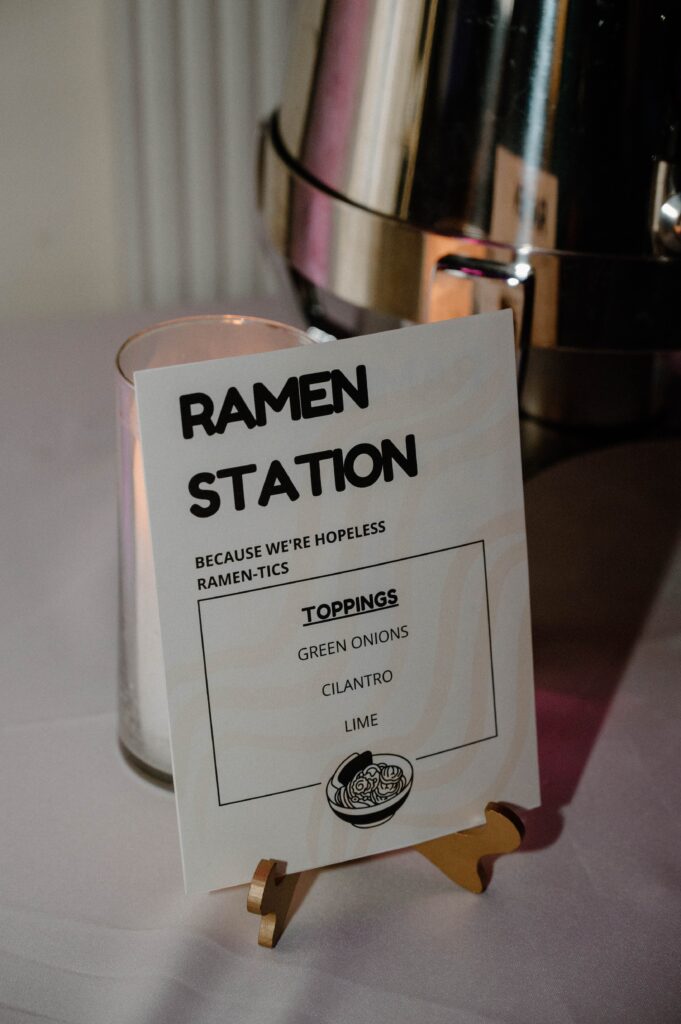 RAMEN
STATION
BECAUSE WE'RE HOPELESS
RAMEN-TICS
TOPPINGS
GREEN ONIONS
CILANTRO
LIME